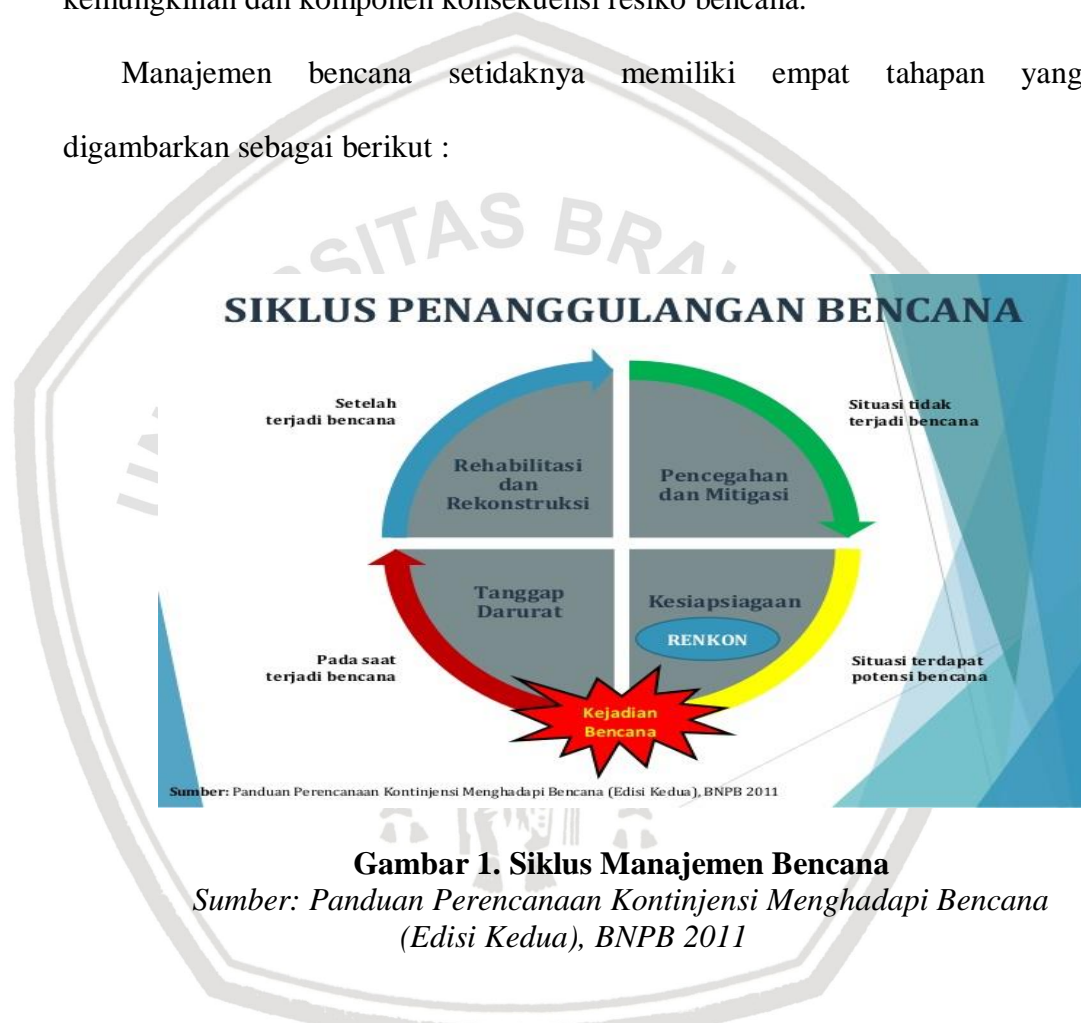 kemungkinan dan komponen konsekuensi resiko bencana.
Manajemen bencana setidaknya memiliki empat tahapan yang
digambarkan sebagai berikut :
SITAS BRA
SIKLUS PENANGGULANGAN BENCANA
Setelah
terjadi bencana
Situasi tidak
terjadi bencana
Rehabilitasi
dan
Rekonstruksi
Pencegahan
dan Mitigasi
Tanggap
Darurat
Kesiapsiagaan
RENKON
Pada saat
terjadi bencana
Situasi terdapat
potensi bencana
Kejadian
Bencana
Sumber: Panduan Perencanaan Kontinjensi Menghadapi Bencana (Edisi Kedua), BNPB 2011
Gambar 1. Siklus Manajemen Bencana
Sumber: Panduan Perencanaan Kontinjensi Menghadapi Bencana
(Edisi Kedua), BNPB 2011